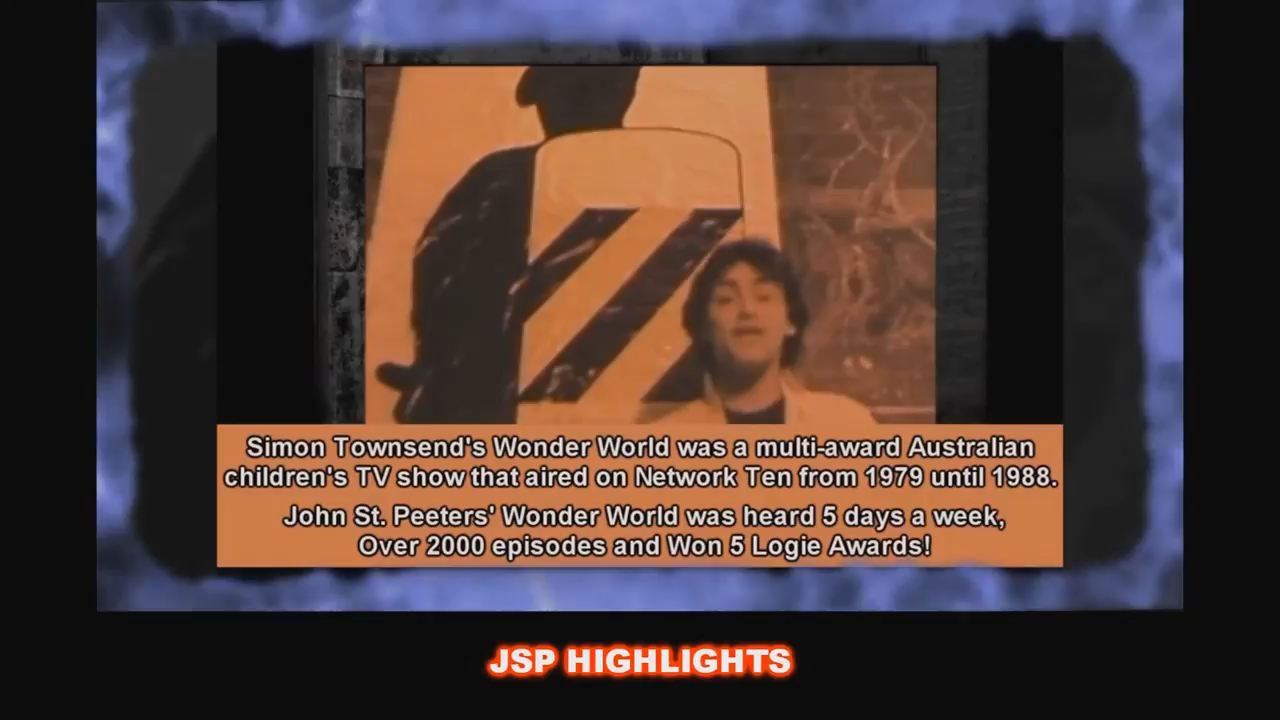 Simon Townsend's Wonder World was a multi-award Australian
children's TV show that aired on Network Ten from 1979 until 1988.
John St. Peeters' Wonder World was heard 5 days a week,
Over 2000 episodes and Won 5 Logie Awards!
JSP HIGHLIGHTS